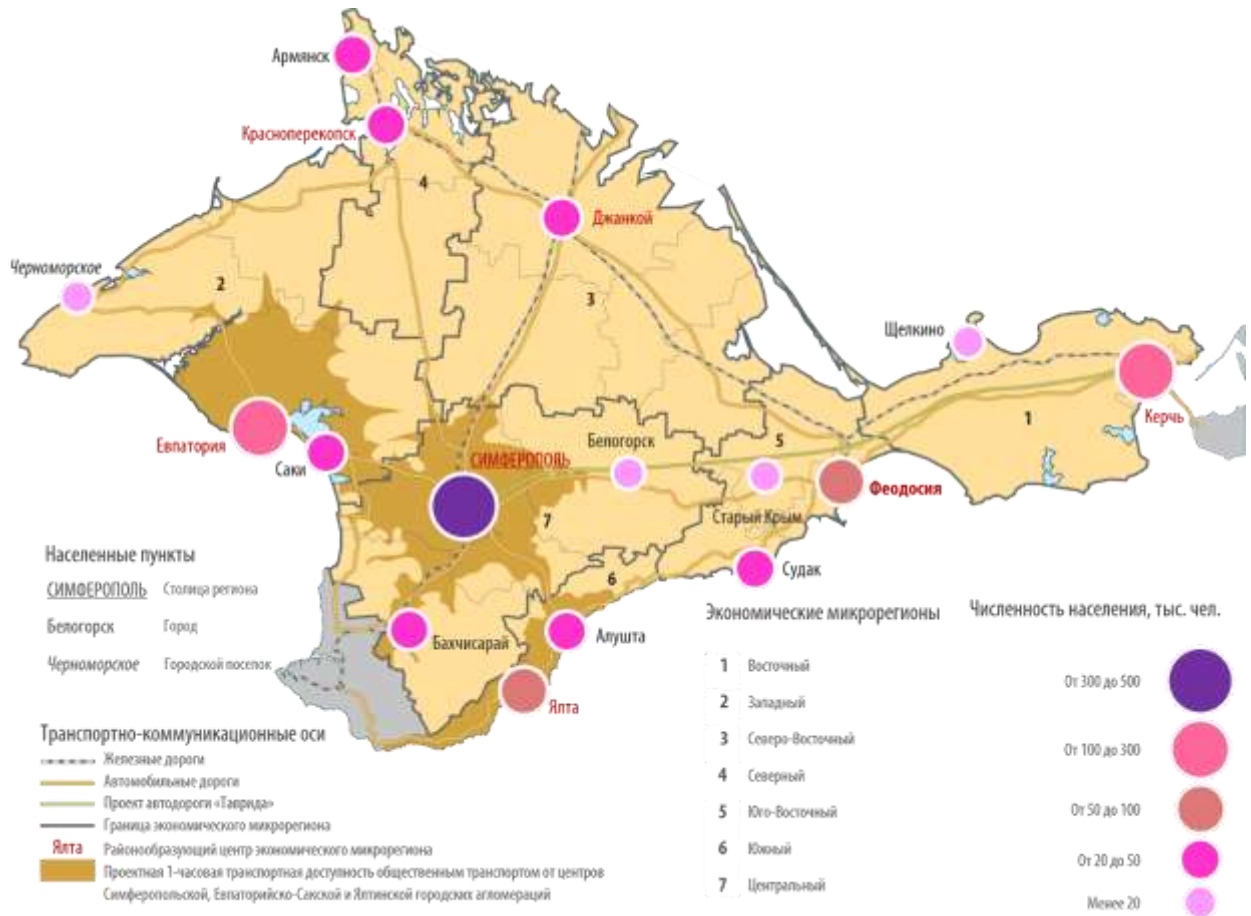 Армянск
Красноперекопск
4
Джанкой
Черноморское
2
3
Щелкино
1
Керчь
Евпатория
Саки
СИМФЕРОПОЛЬ
Белогорск
5
Феодосия
7
Старый Крым
6
Судак
Бахчисарай
Алушта
Ялта
Населенные пункты
СИМФЕРОПОЛЬ Столица региона
Белогорск Город
Черноморское Городской поселок
Транспортно-коммуникационные оси
Железные дороги
Автомобильные дороги
Проект автодороги «Таврида»
Граница экономического микрорегиона
Ялта Районообразующий центр экономического микрорегиона
Проектная 1-часовая транспортная доступность общественным транспортом от центров
Симферопольской, Евпаторийско-Сакской и Ялтинской городских агломераций
Экономические микрорегионы
1 Восточный
2 Западный
3 Северо-Восточный
4 Северный
5 Юго-Восточный
6 Южный
7 Центральный
Численность населения, тыс. чел.
От 300 до 500
От 100 до 300
От 50 до 100
От 20 до 50
Менее 20